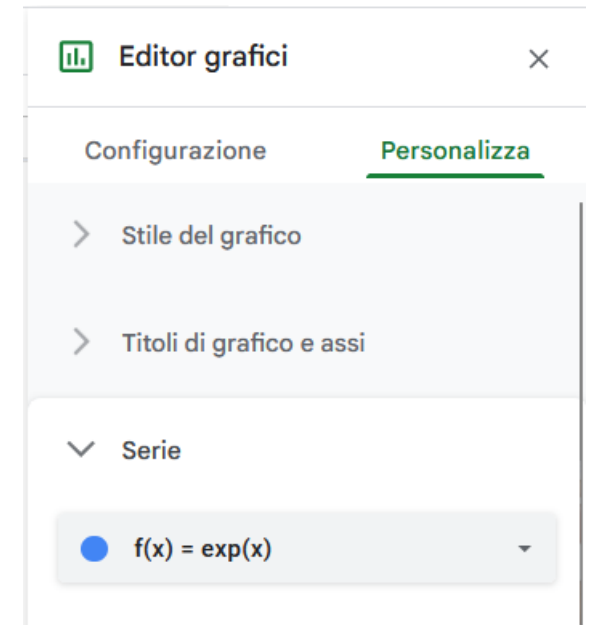 Editor grafici
Configurazione Personalizza
Stile del grafico
Titoli di grafico e assi
Serie
f(x) = exp(x)